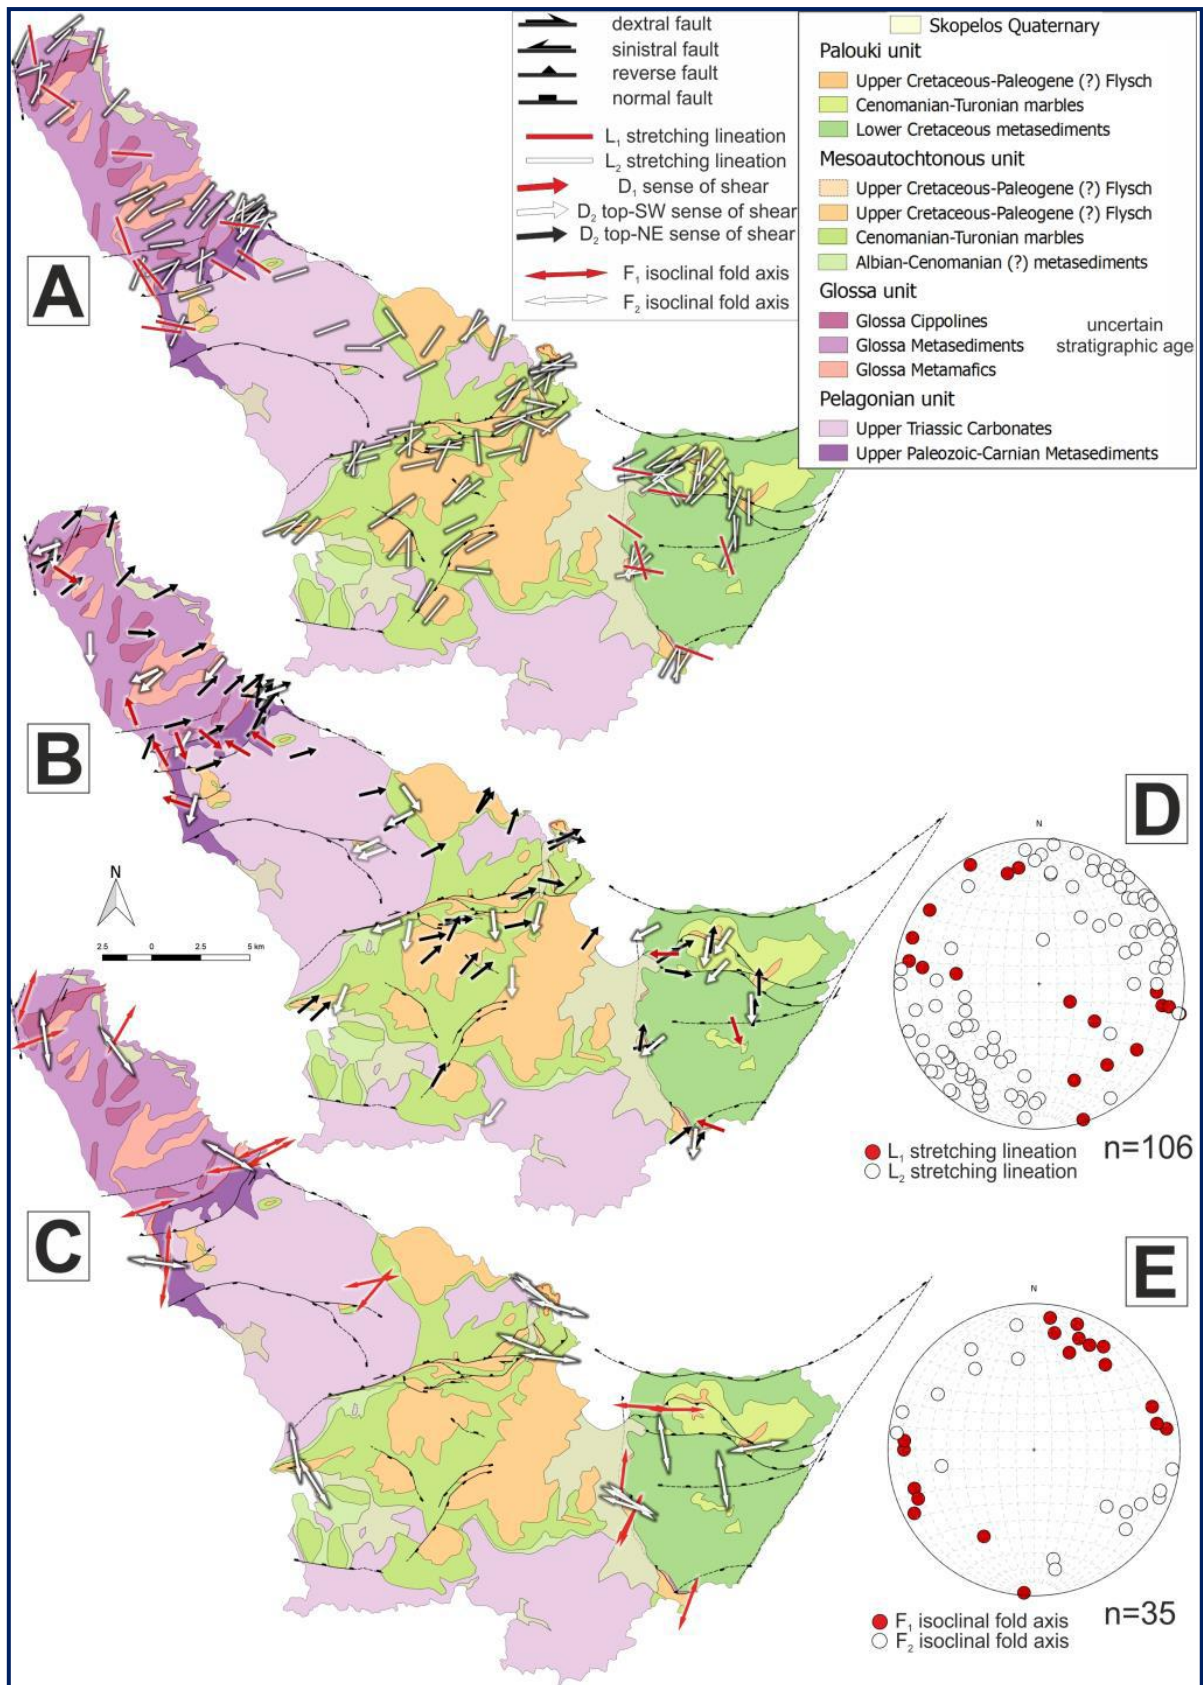 dextral fault
sinistral fault
reverse fault
normal fault
L₁ stretching lineation
L₂ stretching lineation
D₁ sense of shear
D₂ top-SW sense of shear
D₂ top-NE sense of shear
F₁ isoclinal fold axis
F₂ isoclinal fold axis
Skopelos Quaternary
Palouki unit
Upper Cretaceous-Paleogene (?) Flysch
Cenomanian-Turonian marbles
Lower Cretaceous metasediments
Mesoautochtonous unit
Upper Cretaceous-Paleogene (?) Flysch
Upper Cretaceous-Paleogene (?) Flysch
Cenomanian-Turonian marbles
Albian-Cenomanian (?) metasediments
Glossa unit
Glossa Cippolines
Glossa Metasediments
Glossa Metamafics
uncertain
stratigraphic age
Pelagonian unit
Upper Triassic Carbonates
Upper Paleozoic-Carnian Metasediments
A
B
N
2.5 0 2.5 5 km
C
D
N
L₁ stretching lineation
L₂ stretching lineation
n=106
E
N
F₁ isoclinal fold axis
F₂ isoclinal fold axis
n=35